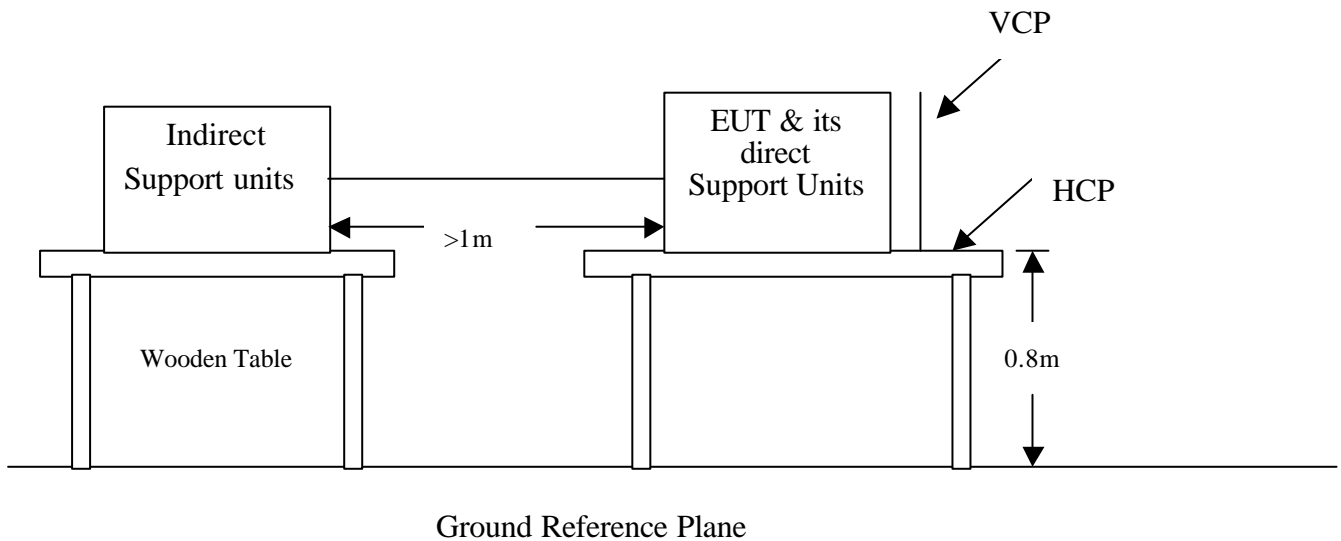 VCP
Indirect
Support units
EUT & its
direct
Support Units
HCP
>1m
Wooden Table
0.8m
Ground Reference Plane